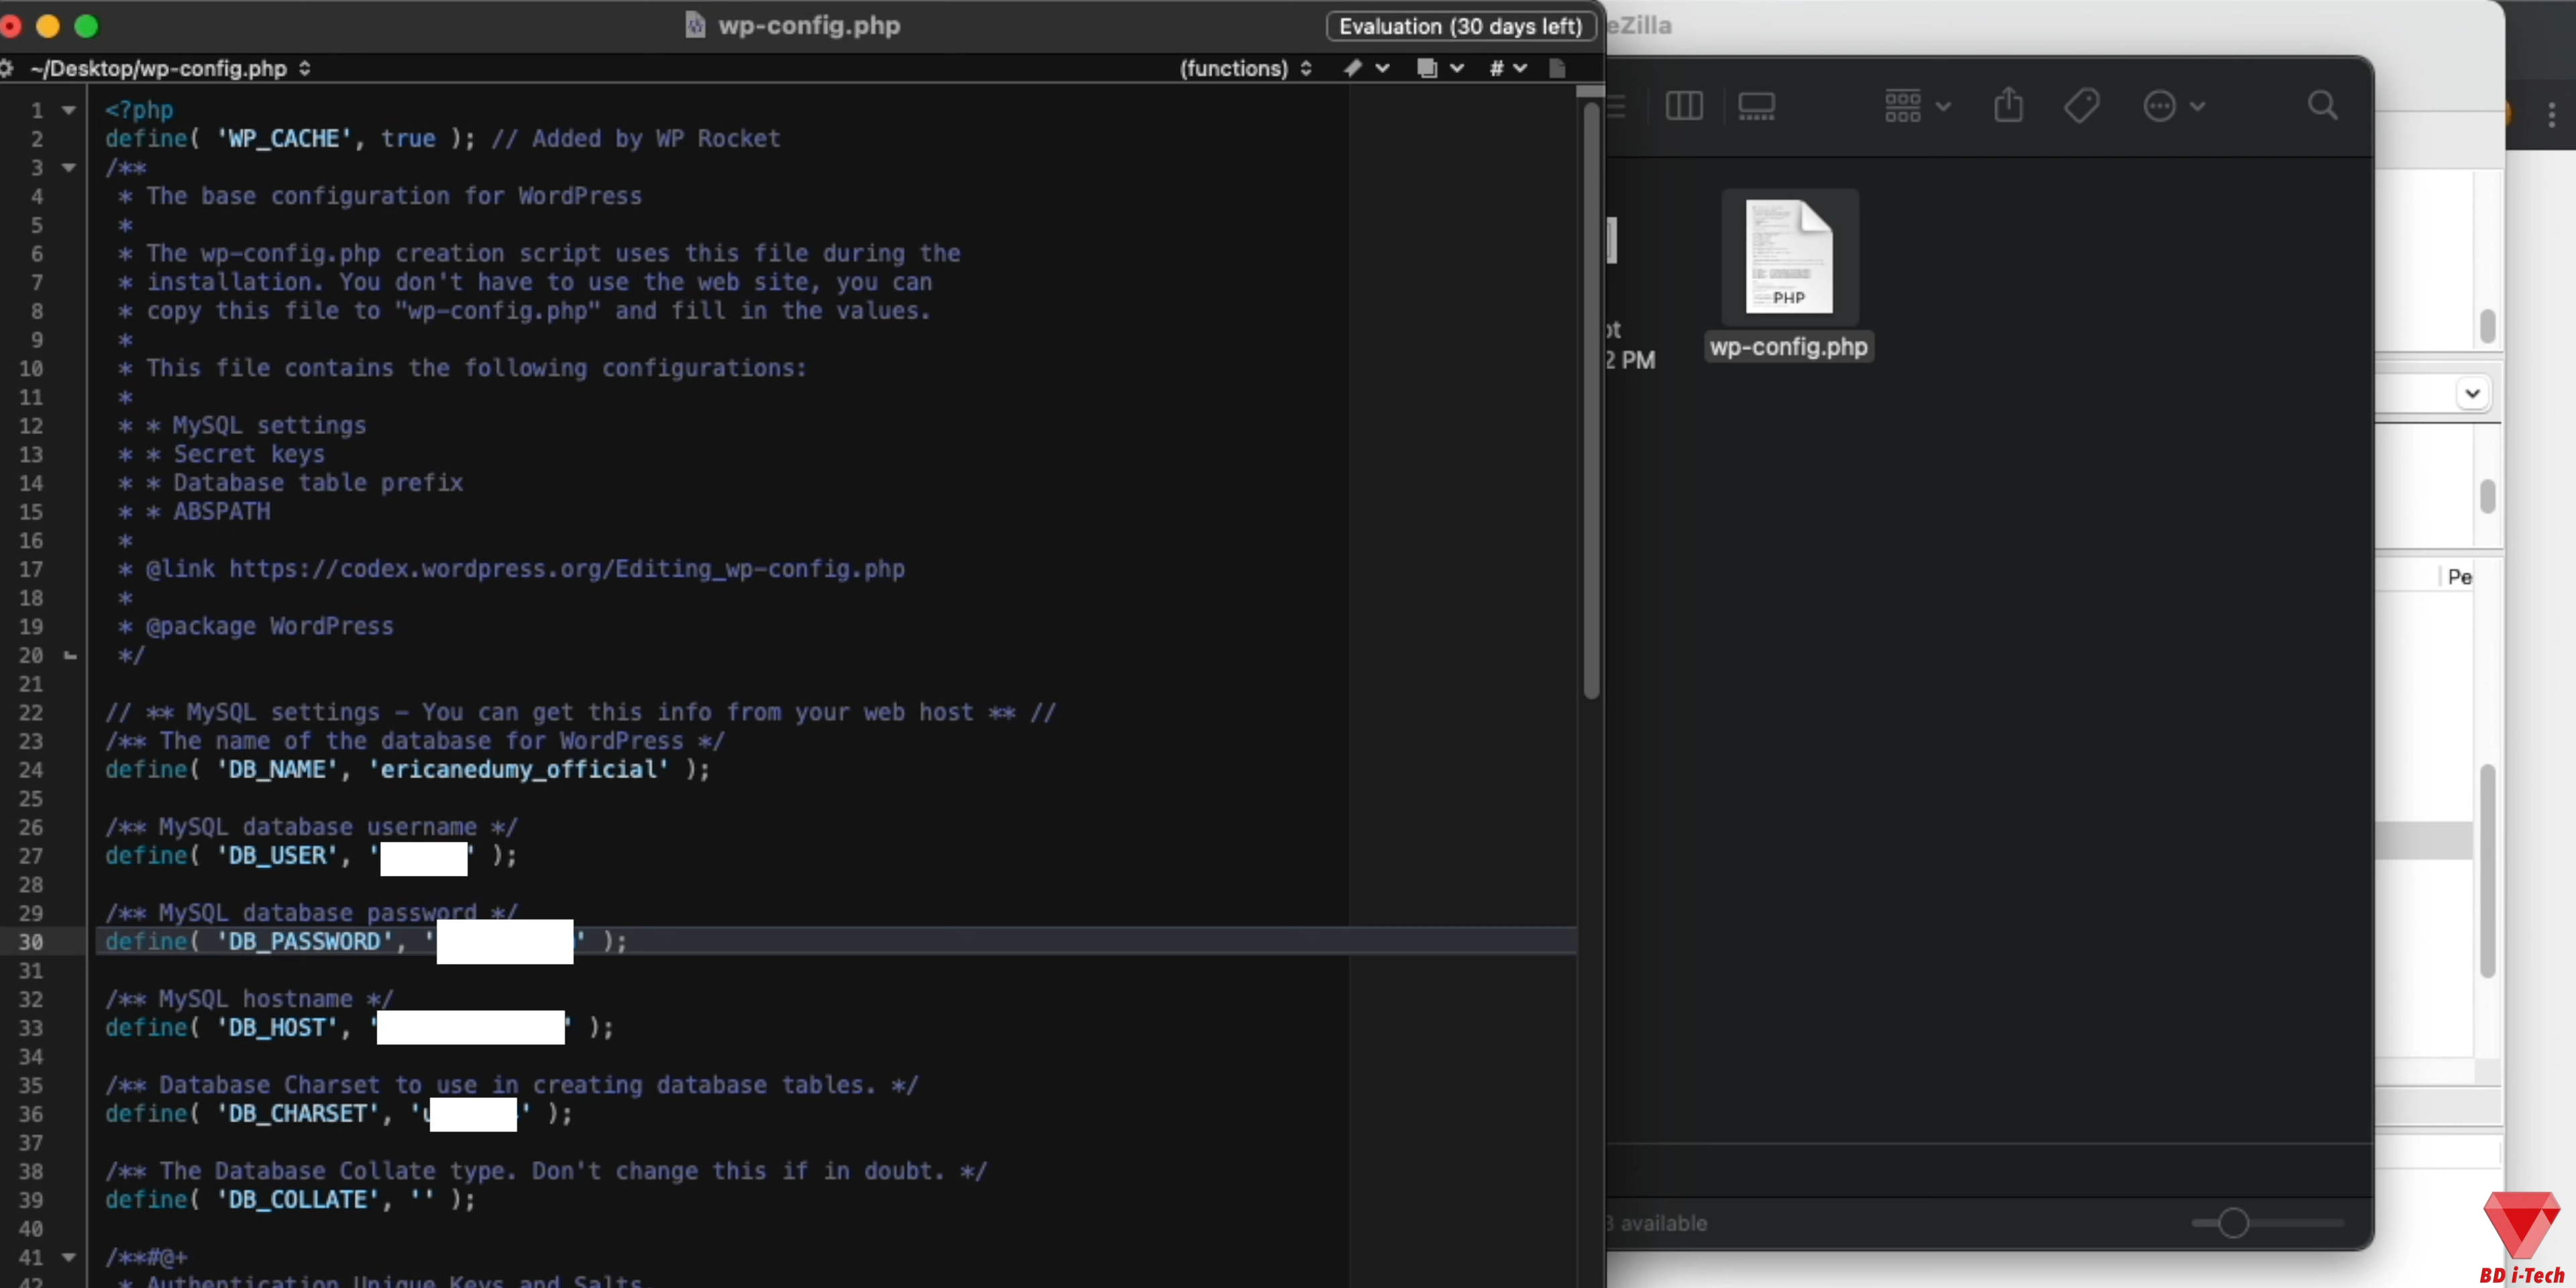 wp-config.php
Evaluation (30 days left)
eZilla
~/Desktop/wp-config.php
(functions)
#
1 <?php
2 define( 'WP_CACHE', true ); // Added by WP Rocket
3 /**
4 * The base configuration for WordPress
5 *
6 * The wp-config.php creation script uses this file during the
7 * installation. You don't have to use the web site, you can
8 * copy this file to "wp-config.php" and fill in the values.
9 *
10 * This file contains the following configurations:
11 *
12 * * MySQL settings
13 * * Secret keys
14 * * Database table prefix
15 * * ABSPATH
16 *
17 * @link https://codex.wordpress.org/Editing_wp-config.php
18 *
19 * @package WordPress
20 */
21
22 // ** MySQL settings – You can get this info from your web host ** //
23 /** The name of the database for WordPress */
24 define( 'DB_NAME', 'ericanedumy_official' );
25
26 /** MySQL database username */
27 define( 'DB_USER', ' ' );
28
29 /** MySQL database password */
30 define( 'DB_PASSWORD', ' ' );
31
32 /** MySQL hostname */
33 define( 'DB_HOST', ' ' );
34
35 /** Database Charset to use in creating database tables. */
36 define( 'DB_CHARSET', 'u ' );
37
38 /** The Database Collate type. Don't change this if in doubt. */
39 define( 'DB_COLLATE', '' );
40
41 /**#@+
42 * Authentication Unique Keys and Salts.
PHP
wp-config.php
ot
2 PM
Pe
available
BD i-Tech